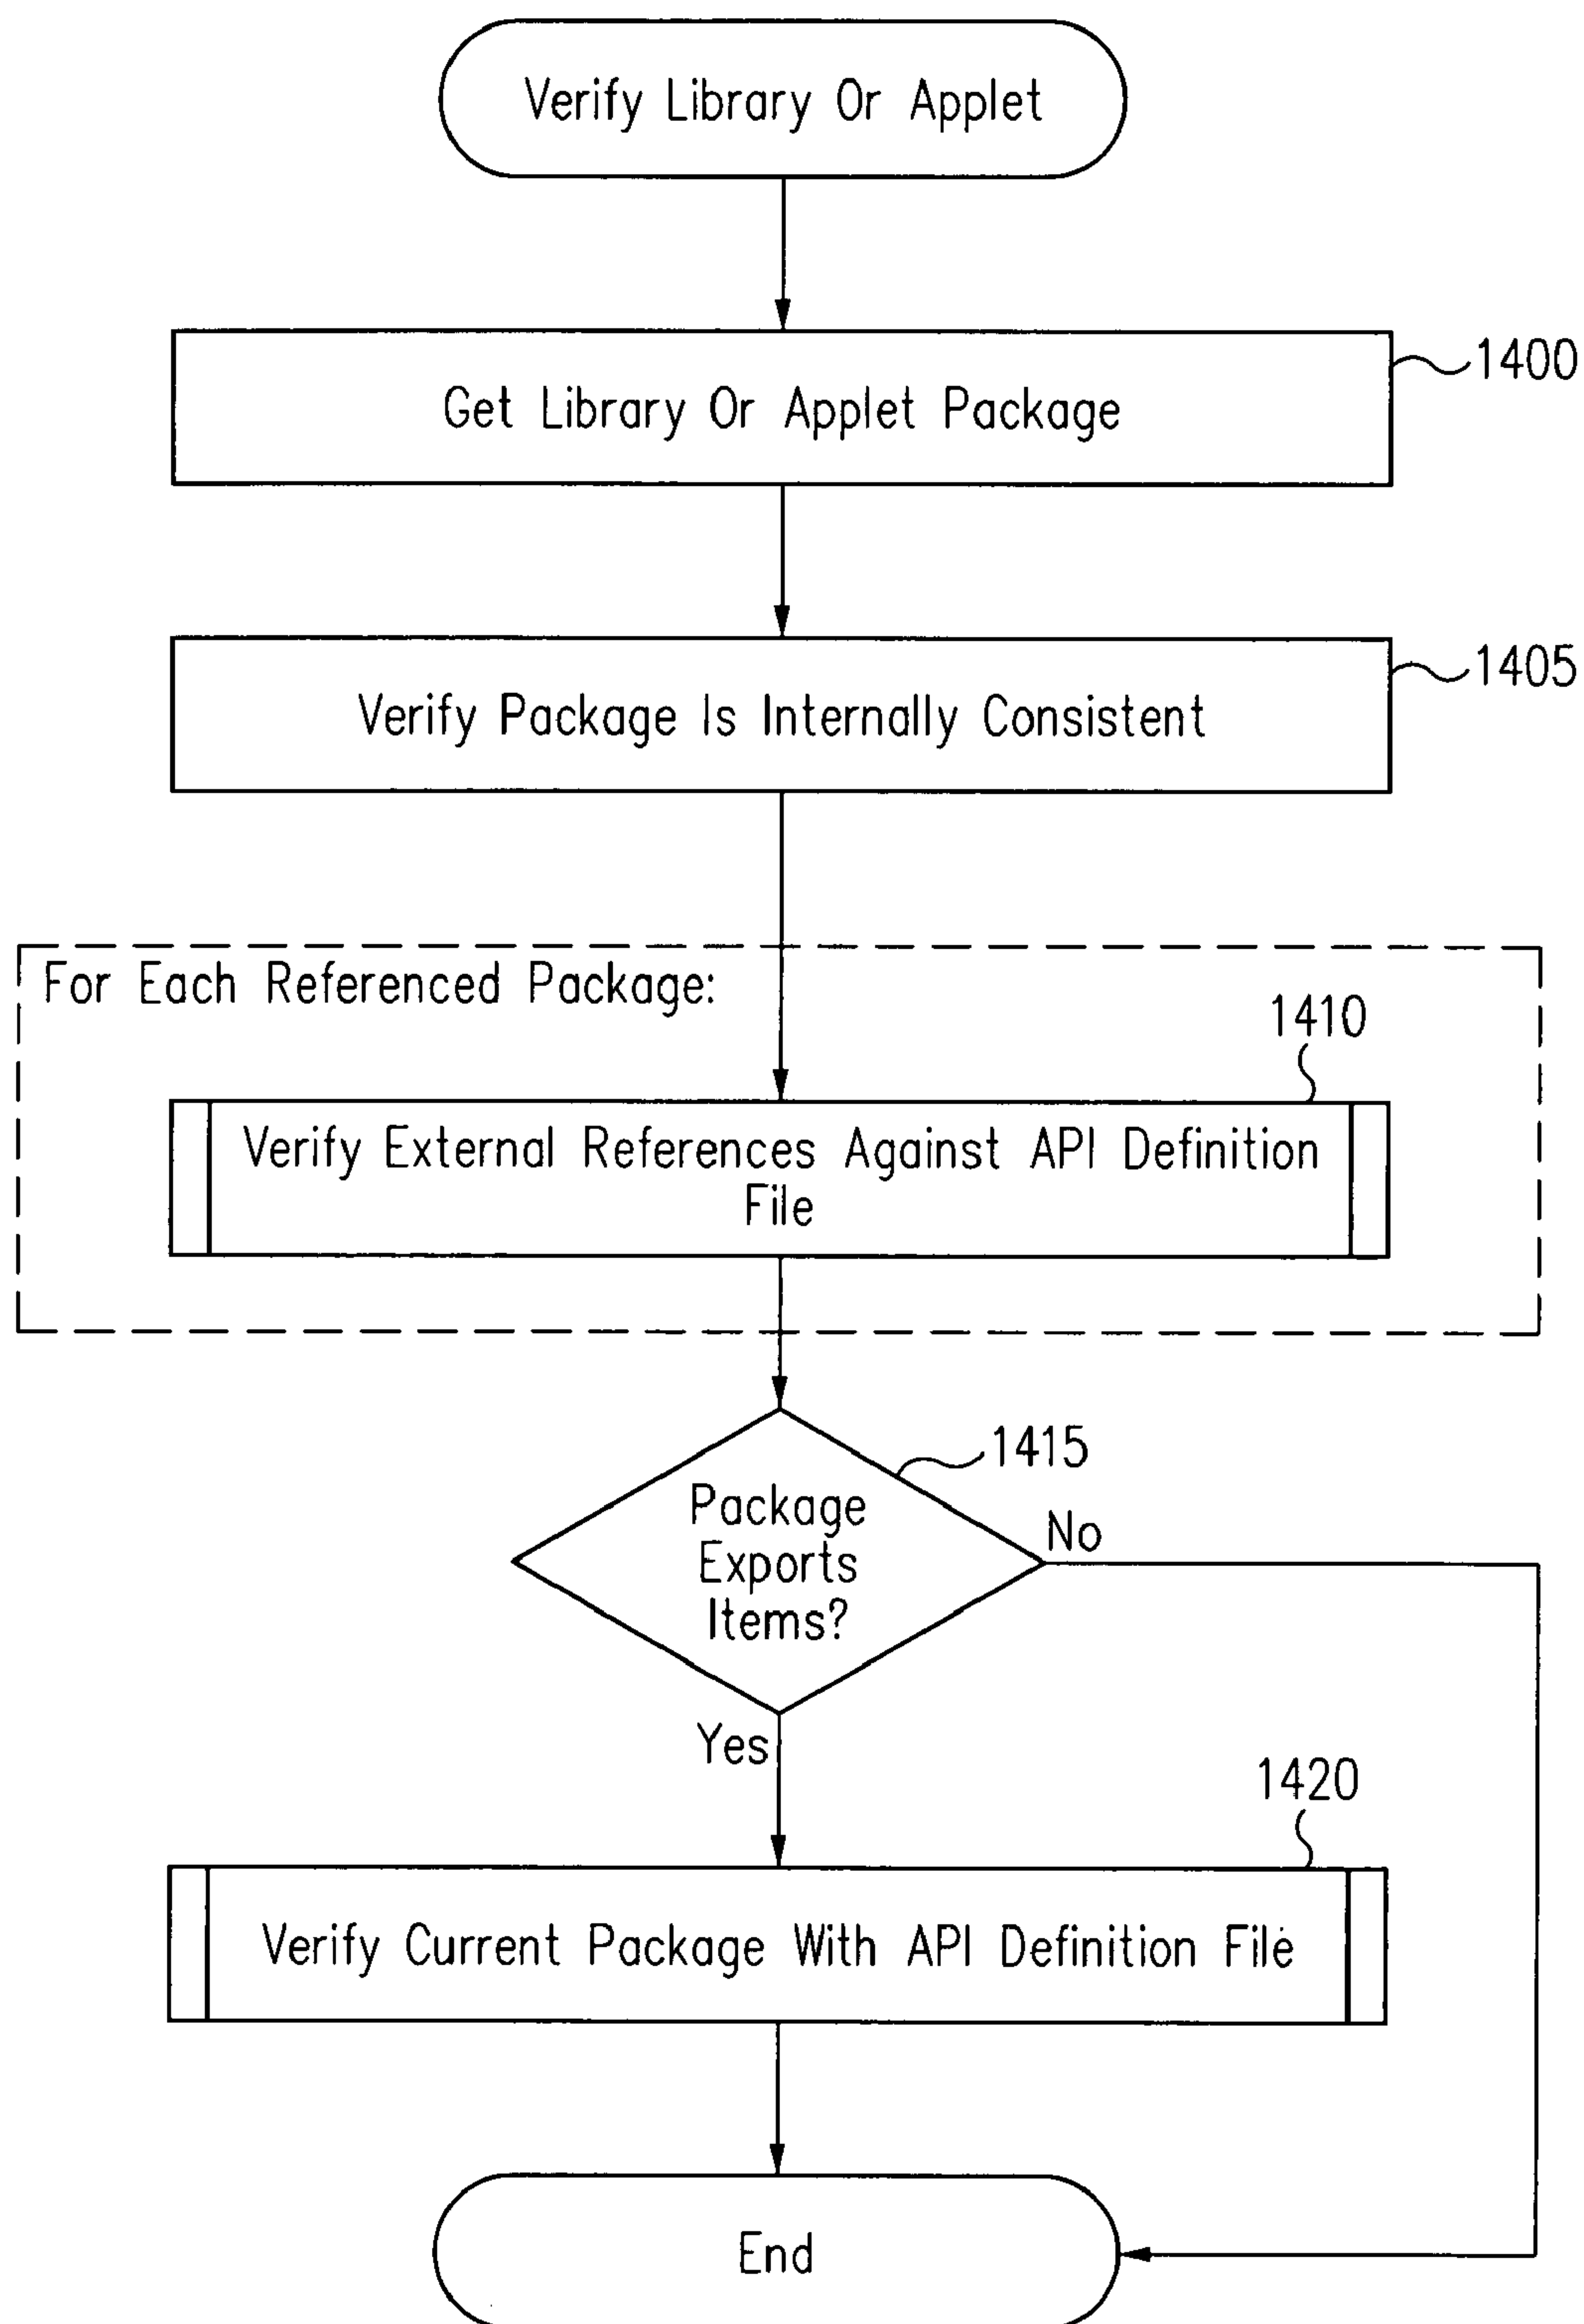 Verify Library Or Applet
Get Library Or Applet Package
1400
Verify Package Is Internally Consistent
1405
For Each Referenced Package:
1410
Verify External References Against API Definition
File
1415
Package
Exports
Items?
No
Yes
1420
Verify Current Package With API Definition File
End